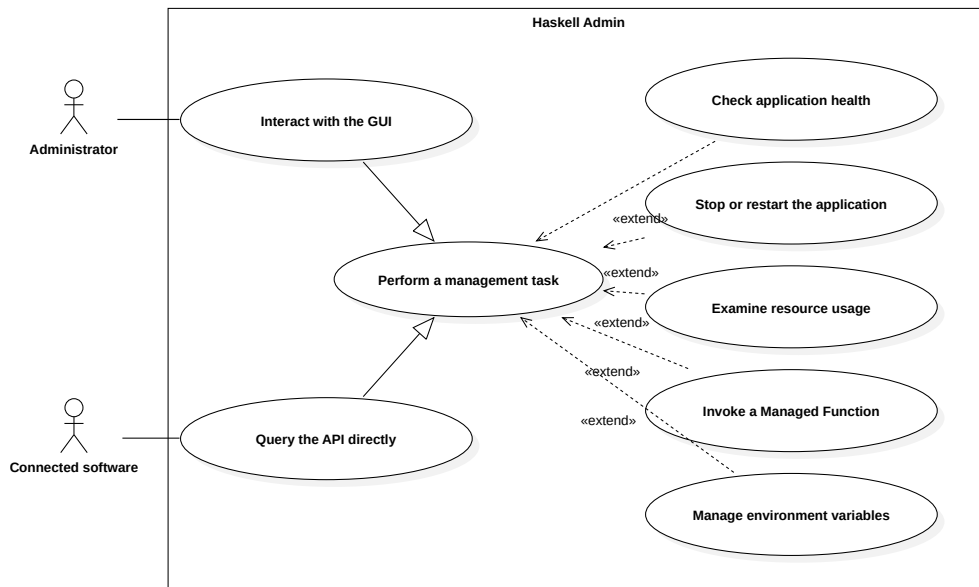 Haskell Admin
Check application health
Interact with the GUI
Administrator
Stop or restart the application
«extend»
Perform a management task
«extend»
Examine resource usage
«extend»
«extend»
Invoke a Managed Function
«extend»
Query the API directly
Connected software
Manage environment variables